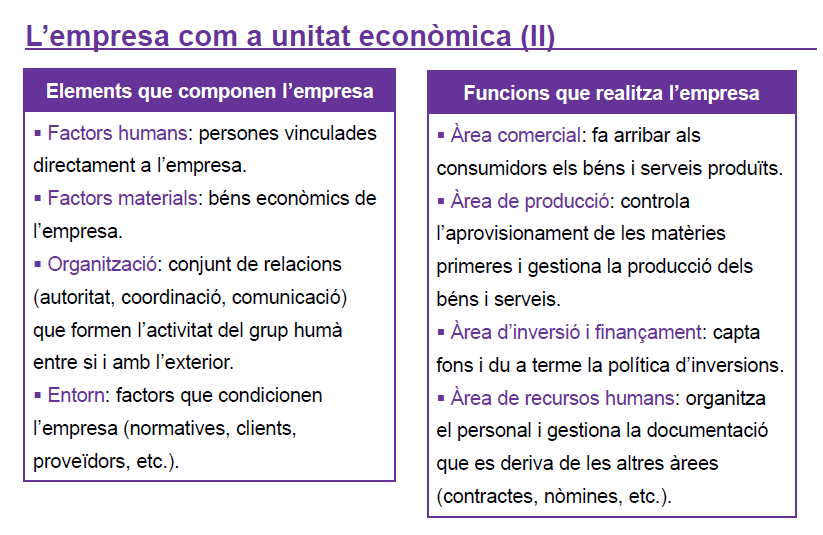 L’empresa com a unitat econòmica (II)
Elements que componen l’empresa
▪ Factors humans: persones vinculades
directament a l’empresa.
▪ Factors materials: béns econòmics de
l’empresa.
▪ Organització: conjunt de relacions
(autoritat, coordinació, comunicació)
que formen l’activitat del grup humà
entre si i amb l’exterior.
▪ Entorn: factors que condicionen
l’empresa (normatives, clients,
proveïdors, etc.).
Funcions que realitza l’empresa
▪ Àrea comercial: fa arribar als
consumidors els béns i serveis produïts.
▪ Àrea de producció: controla
l’aprovisionament de les matèries
primeres i gestiona la producció dels
béns i serveis.
▪ Àrea d’inversió i finançament: capta
fons i du a terme la política d’inversions.
▪ Àrea de recursos humans: organitza
el personal i gestiona la documentació
que es deriva de les altres àrees
(contractes, nòmines, etc.).